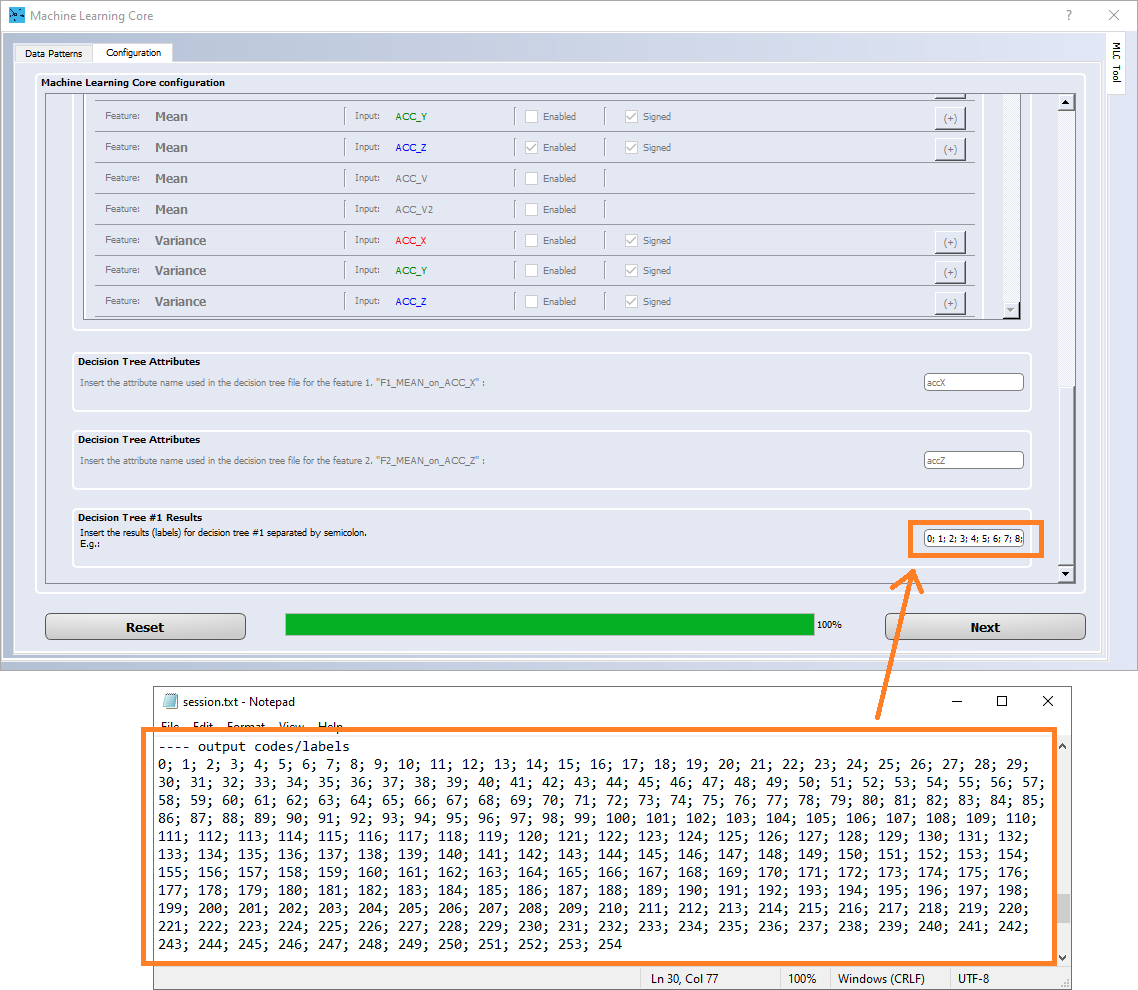 Machine Learning Core
?
Data Patterns Configuration
MLC Tool
Machine Learning Core configuration
Feature: Mean Input: ACC_Y Enabled Signed (+)
Feature: Mean Input: ACC_Z Enabled Signed (+)
Feature: Mean Input: ACC_V Enabled
Feature: Mean Input: ACC_V2 Enabled
Feature: Variance Input: ACC_X Enabled Signed (+)
Feature: Variance Input: ACC_Y Enabled Signed (+)
Feature: Variance Input: ACC_Z Enabled Signed (+)
Decision Tree Attributes
Insert the attribute name used in the decision tree file for the feature 1. "F1_MEAN_on_ACC_X" : accX
Decision Tree Attributes
Insert the attribute name used in the decision tree file for the feature 2. "F2_MEAN_on_ACC_Z" : accZ
Decision Tree #1 Results
Insert the results (labels) for decision tree #1 separated by semicolon.
E.g.:
0; 1; 2; 3; 4; 5; 6; 7; 8;
Reset 100% Next
session.txt - Notepad
File Edit Format View Help
---- output codes/labels
0; 1; 2; 3; 4; 5; 6; 7; 8; 9; 10; 11; 12; 13; 14; 15; 16; 17; 18; 19; 20; 21; 22; 23; 24; 25; 26; 27; 28; 29;
30; 31; 32; 33; 34; 35; 36; 37; 38; 39; 40; 41; 42; 43; 44; 45; 46; 47; 48; 49; 50; 51; 52; 53; 54; 55; 56; 57;
58; 59; 60; 61; 62; 63; 64; 65; 66; 67; 68; 69; 70; 71; 72; 73; 74; 75; 76; 77; 78; 79; 80; 81; 82; 83; 84; 85;
86; 87; 88; 89; 90; 91; 92; 93; 94; 95; 96; 97; 98; 99; 100; 101; 102; 103; 104; 105; 106; 107; 108; 109; 110;
111; 112; 113; 114; 115; 116; 117; 118; 119; 120; 121; 122; 123; 124; 125; 126; 127; 128; 129; 130; 131; 132;
133; 134; 135; 136; 137; 138; 139; 140; 141; 142; 143; 144; 145; 146; 147; 148; 149; 150; 151; 152; 153; 154;
155; 156; 157; 158; 159; 160; 161; 162; 163; 164; 165; 166; 167; 168; 169; 170; 171; 172; 173; 174; 175; 176;
177; 178; 179; 180; 181; 182; 183; 184; 185; 186; 187; 188; 189; 190; 191; 192; 193; 194; 195; 196; 197; 198;
199; 200; 201; 202; 203; 204; 205; 206; 207; 208; 209; 210; 211; 212; 213; 214; 215; 216; 217; 218; 219; 220;
221; 222; 223; 224; 225; 226; 227; 228; 229; 230; 231; 232; 233; 234; 235; 236; 237; 238; 239; 240; 241; 242;
243; 244; 245; 246; 247; 248; 249; 250; 251; 252; 253; 254
Ln 30, Col 77 100% Windows (CRLF) UTF-8